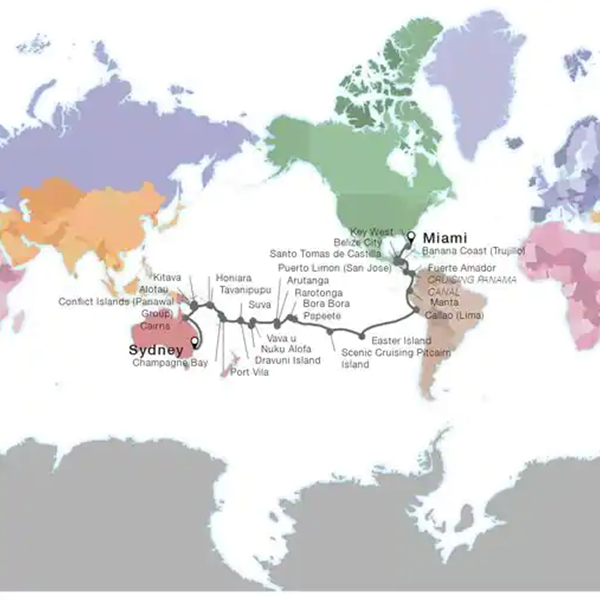 Key West
Miami
Belize City
Banana Coast (Trujillo)
Santo Tomas de Castilla
Puerto Limon (San Jose)
Fuerte Amador
CRUISING PANAMA
CANAL
Manta
Callao (Lima)
Kitava
Alotau
Conflict Islands (Panawai
Group)
Cairns
Honiara
Tavanipupu
Suva
Arutanga
Rarotonga
Bora Bora
Papeete
Sydney
Champagne Bay
Port Vila
Vava u
Nuku Alofa
Dravuni Island
Easter Island
Scenic Cruising Pitcairn
Island